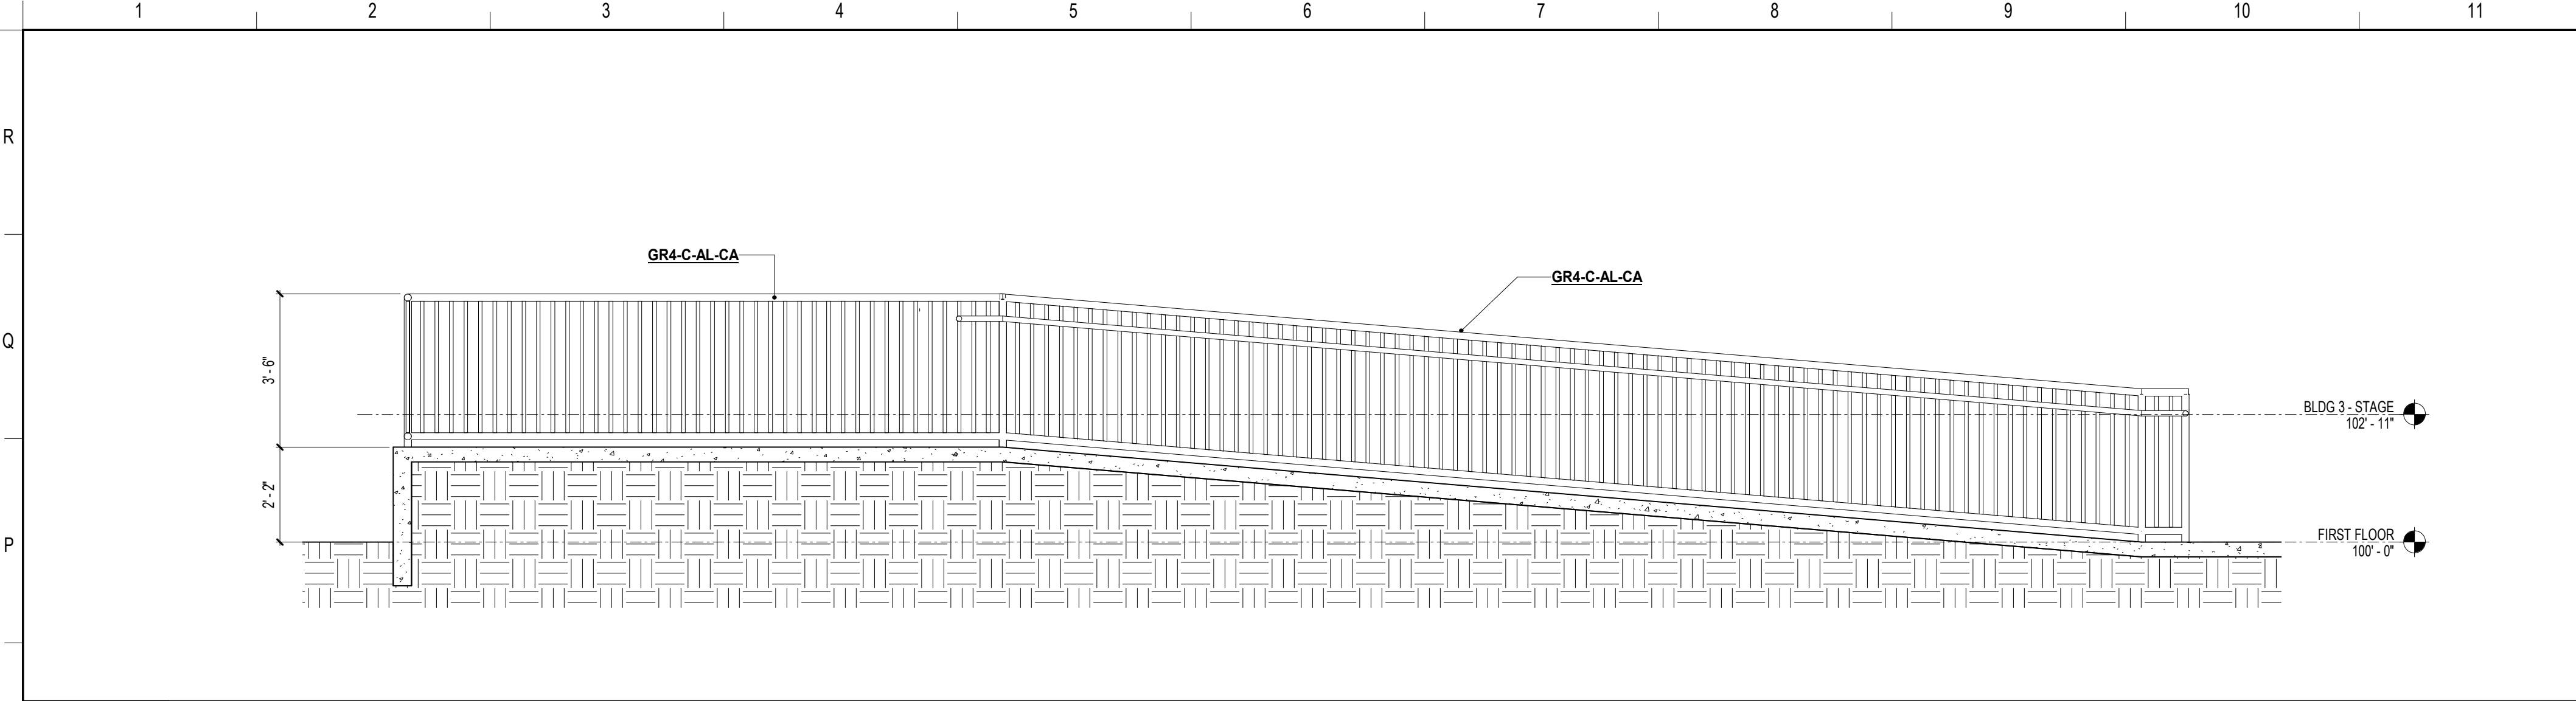 1 2 3 4 5 6 7 8 9 10 11
R
GR4-C-AL-CA
GR4-C-AL-CA
Q
3' - 6"
BLDG 3 - STAGE
102' - 11"
2' - 2"
P
FIRST FLOOR
100' - 0"